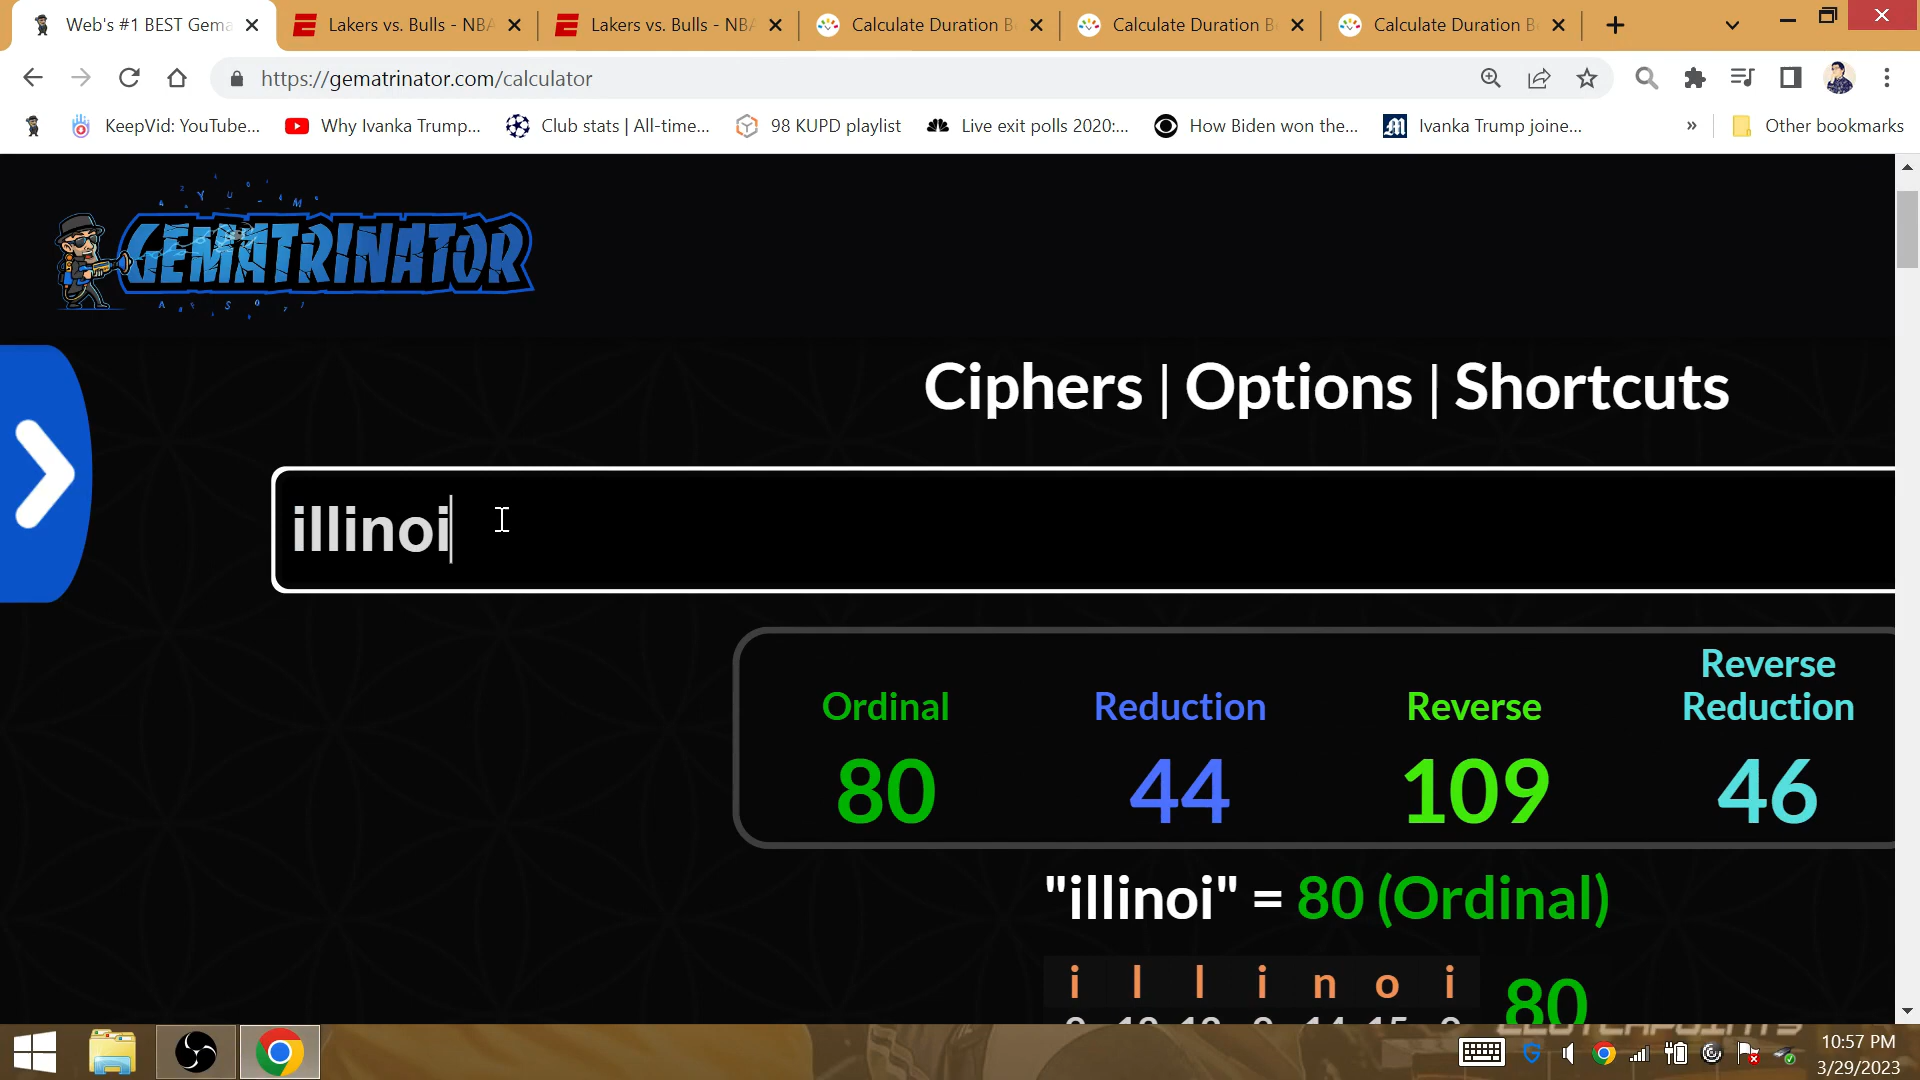 Web's #1 BEST Gema
Lakers vs. Bulls - NBA
Lakers vs. Bulls - NBA
Calculate Duration B
Calculate Duration B
Calculate Duration B
https://gematrinator.com/calculator
KeepVid: YouTube...
Why Ivanka Trump...
Club stats | All-time...
98 KUPD playlist
Live exit polls 2020:...
How Biden won the...
Ivanka Trump joine...
»
Other bookmarks
GEMATRINATOR
Ciphers | Options | Shortcuts
illinoi
Ordinal
Reduction
Reverse
Reverse Reduction
80
44
109
46
"illinoi" = 80 (Ordinal)
i l l i n o i
80
10:57 PM
3/29/2023